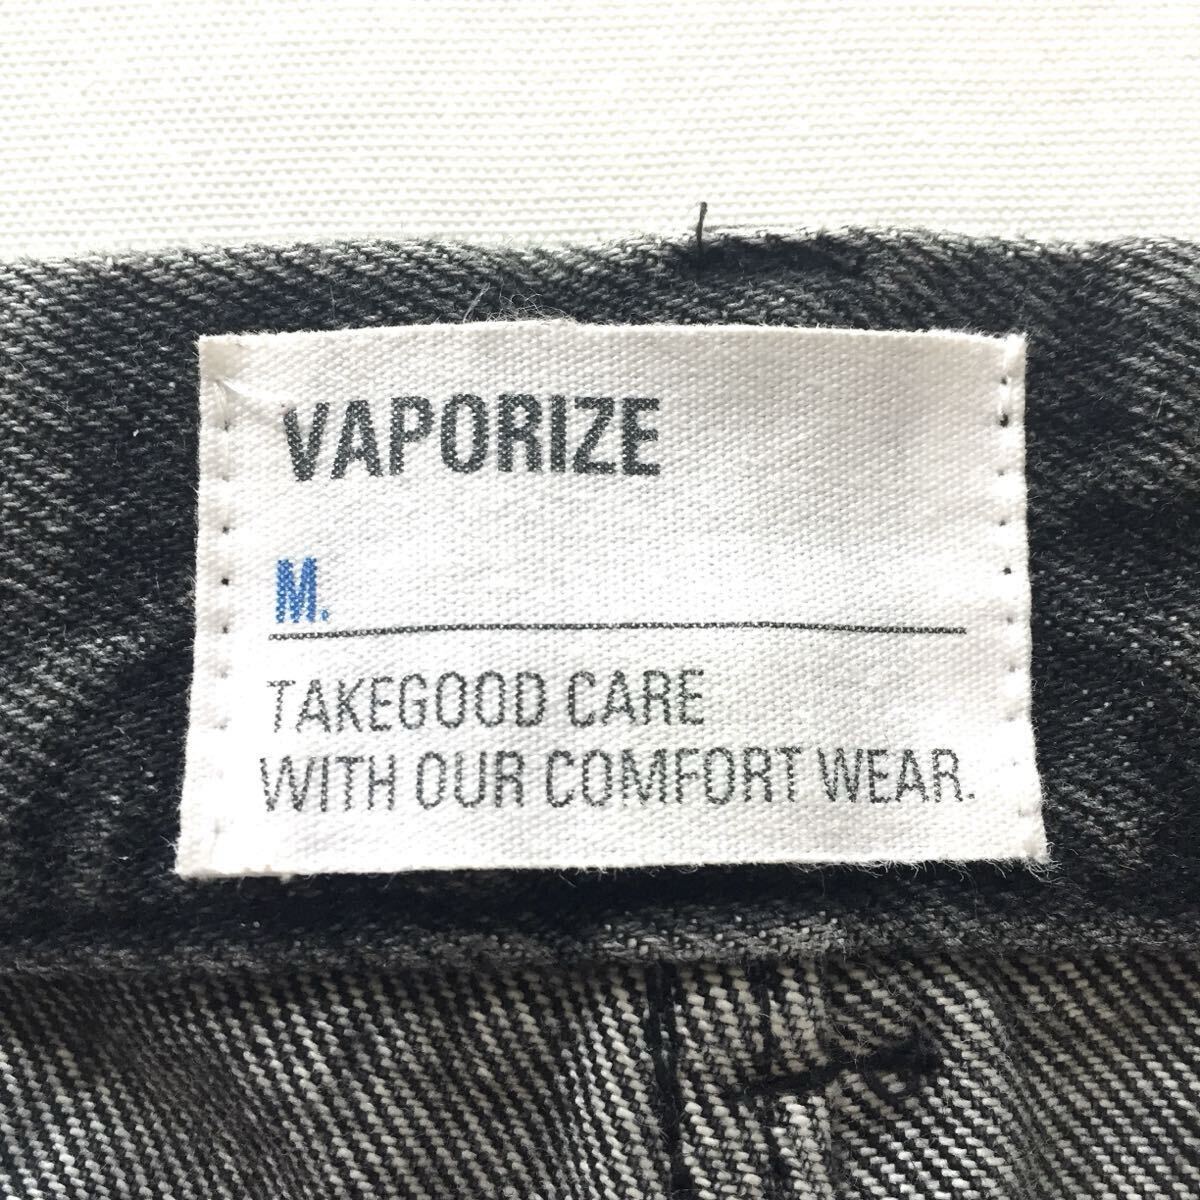 VAPORIZE
M.
TAKEGOOD CARE
WITH OUR COMFORT WEAR.